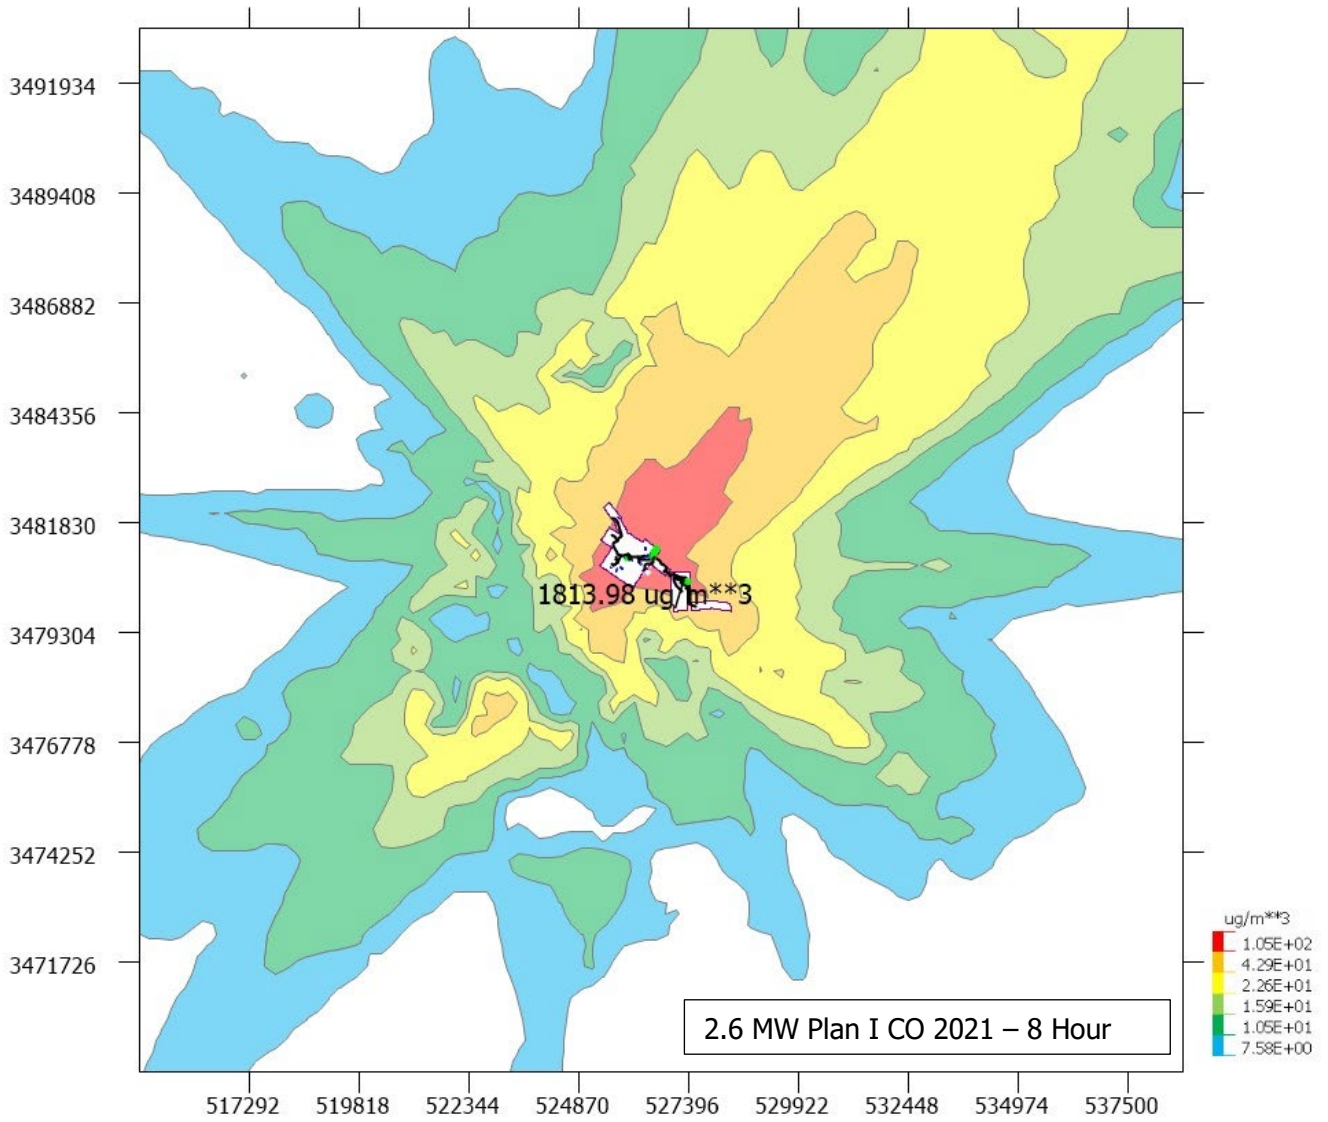 3491934
3489408
3486882
3484356
3481830
3479304
3476778
3474252
3471726
1813.98 ug/m**3
2.6 MW Plan I CO 2021 – 8 Hour
517292 519818 522344 524870 527396 529922 532448 534974 537500
ug/m**3
1.05E+02
4.29E+01
2.26E+01
1.59E+01
1.05E+01
7.58E+00